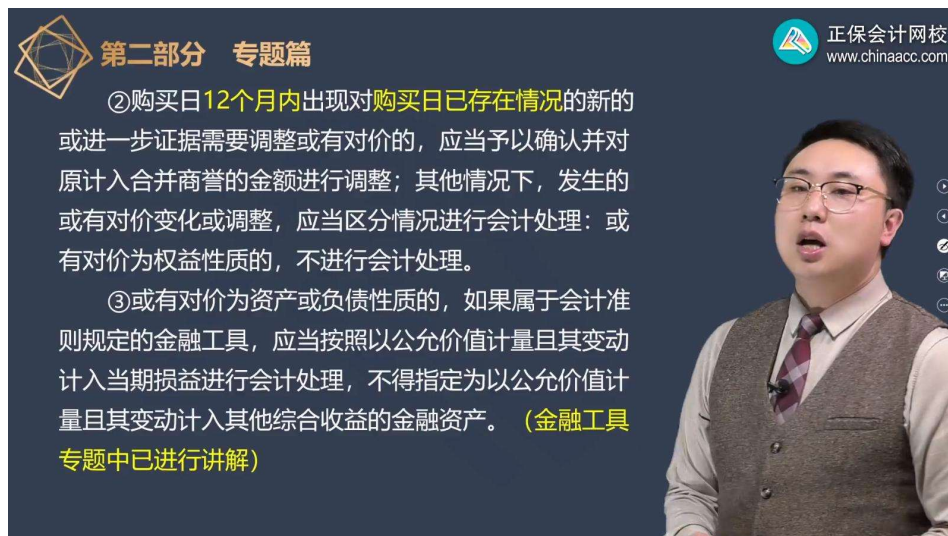 第二部分 专题篇
正保会计网校
www.chinaacc.com
②购买日12个月内出现对购买日已存在情况的新的
或进一步证据需要调整或有对价的，应当予以确认并对
原计入合并商誉的金额进行调整；其他情况下，发生的
或有对价变化或调整，应当区分情况进行会计处理：或
有对价为权益性质的，不进行会计处理。
③或有对价为资产或负债性质的，如果属于会计准
则规定的金融工具，应当按照以公允价值计量且其变动
计入当期损益进行会计处理，不得指定为以公允价值计
量且其变动计入其他综合收益的金融资产。（金融工具
专题中已进行讲解）